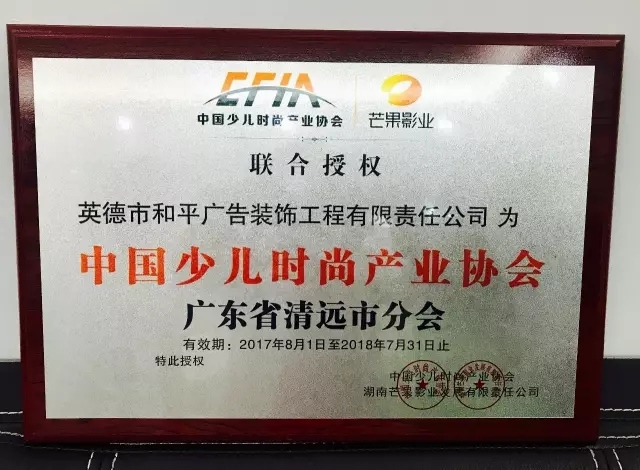 CFIA
中国少儿时尚产业协会
芒果影业
联合授权
英德市和平广告装饰工程有限责任公司 为
中国少儿时尚产业协会
广东省清远市分会
有效期：2017年8月1日至2018年7月31日止
特此授权
中国少儿时尚产业协会
湖南芒果影业发展有限责任公司